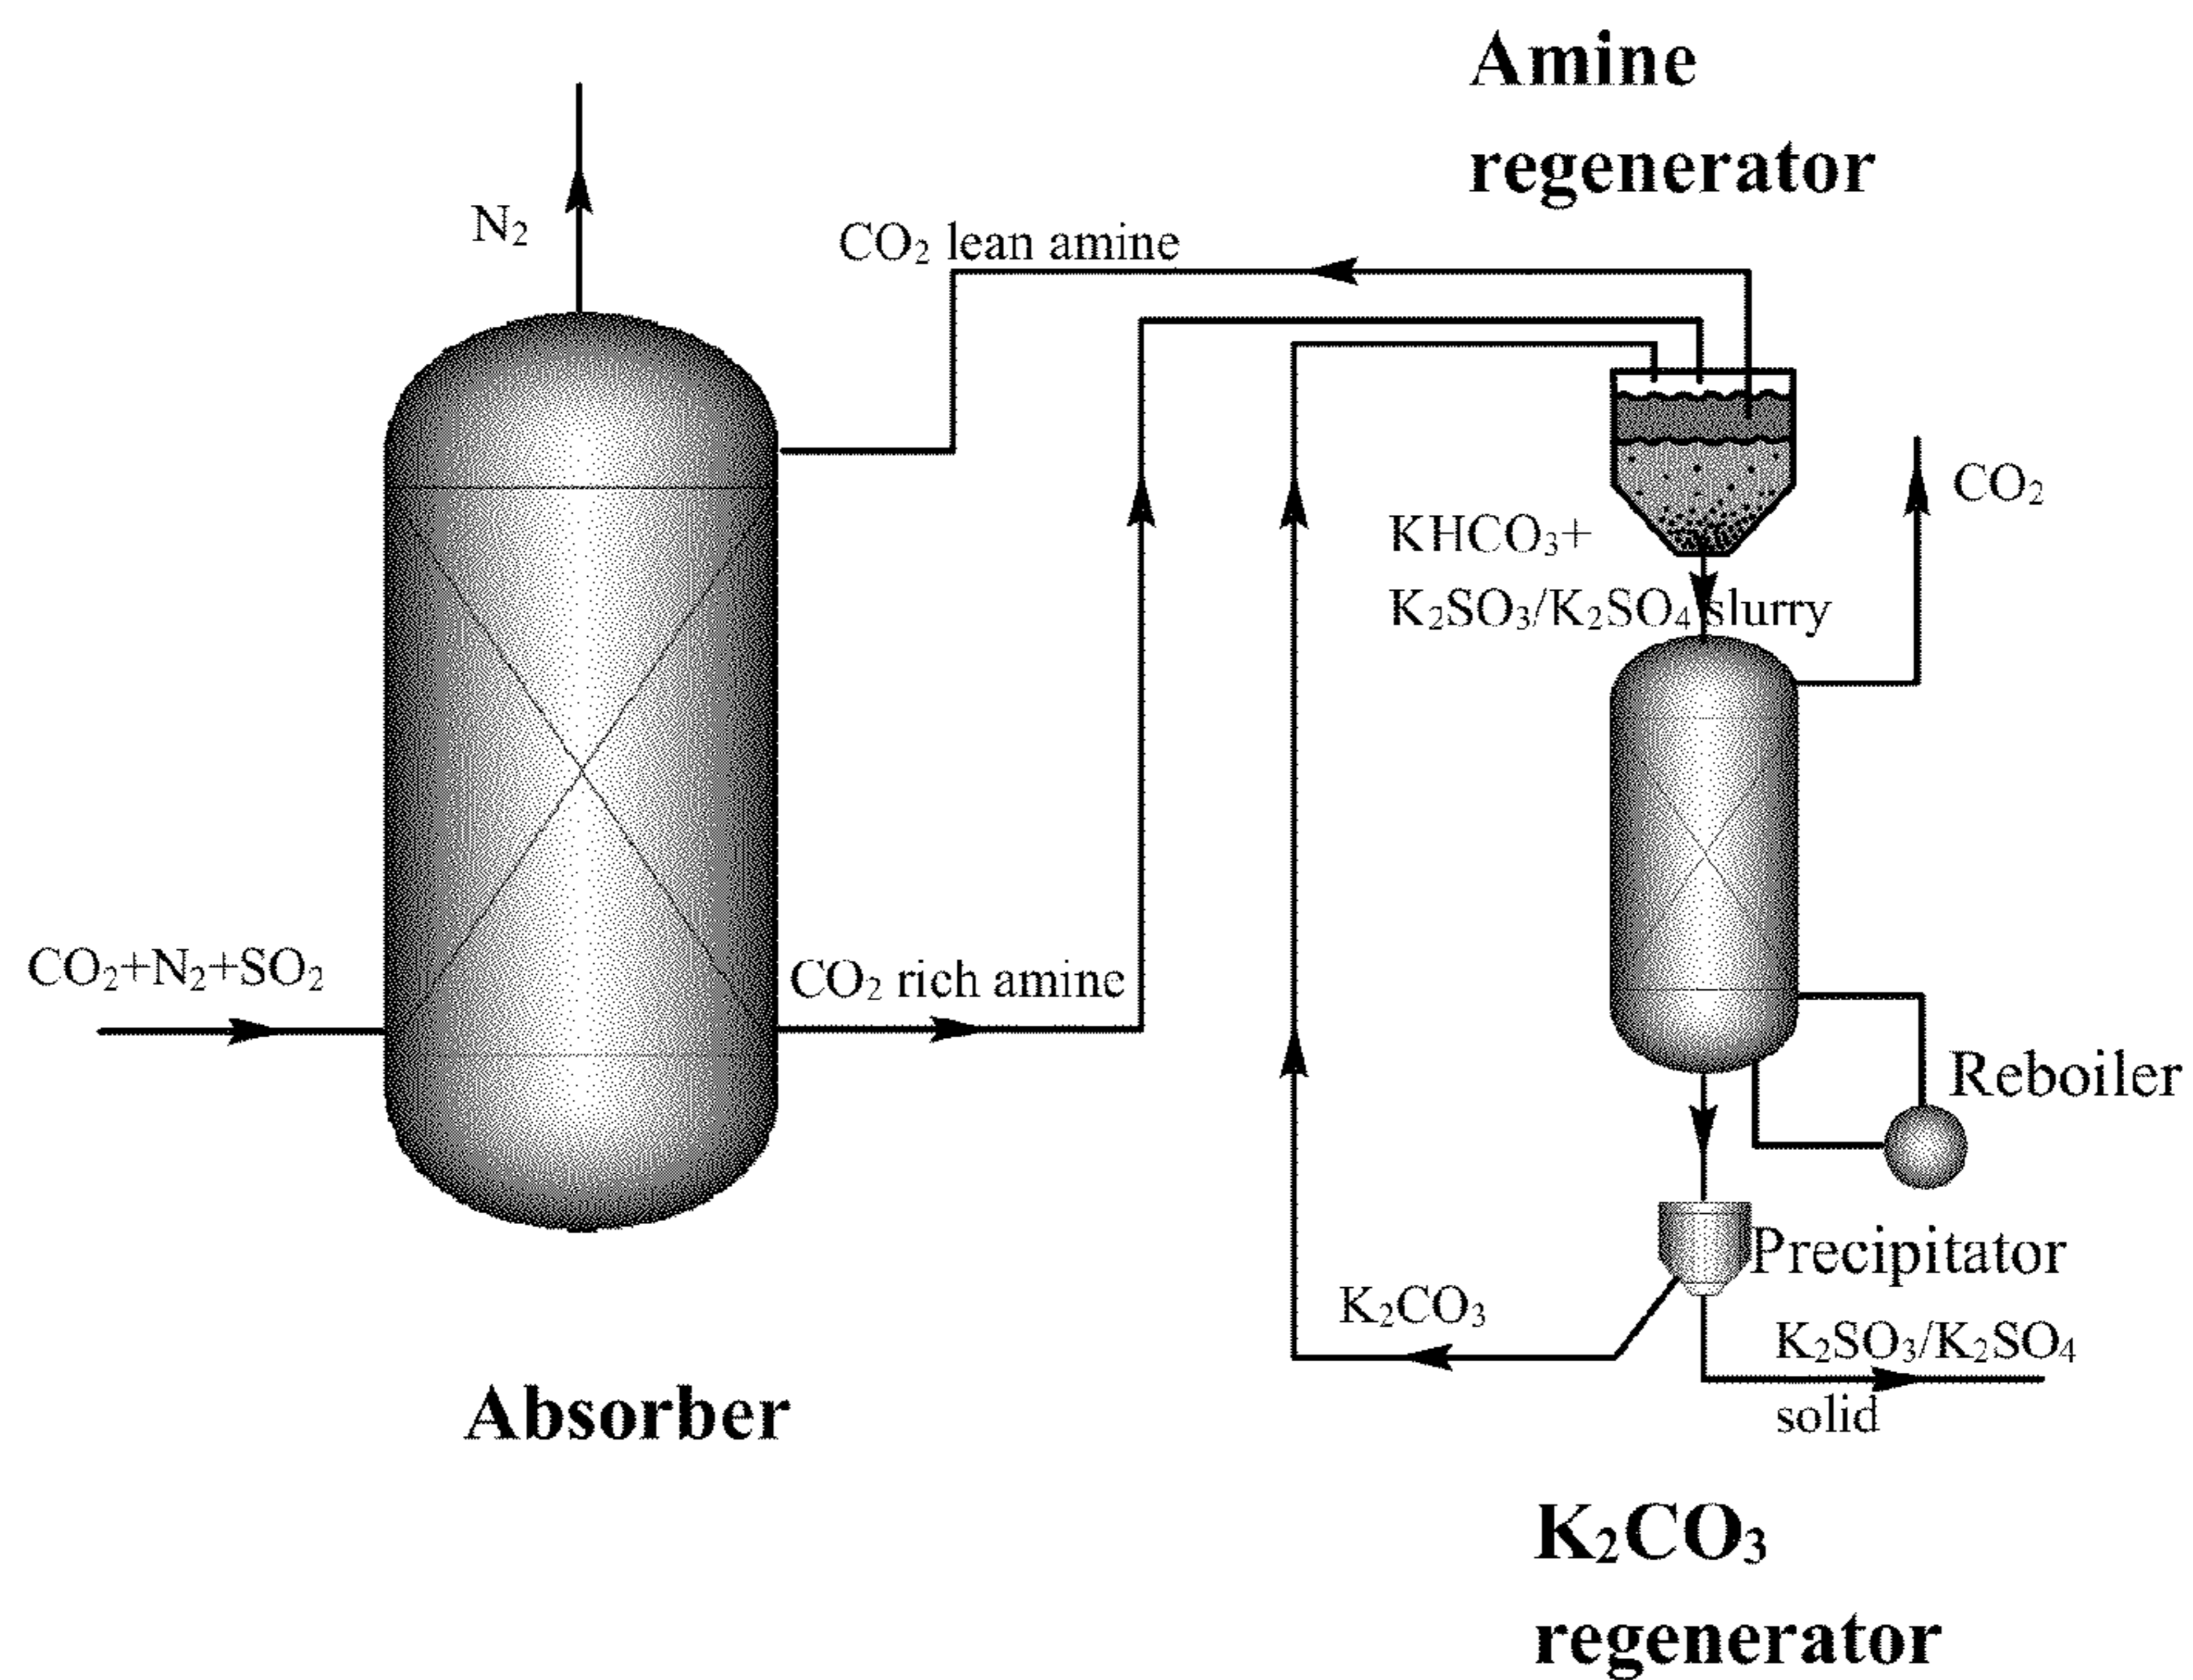 Amine
regenerator
N₂
CO₂ lean amine
CO₂
KHCO₃+
K₂SO₃/K₂SO₄ slurry
CO₂+N₂+SO₂
CO₂ rich amine
Reboiler
Precipitator
K₂CO₃
K₂SO₃/K₂SO₄
solid
Absorber
K₂CO₃
regenerator